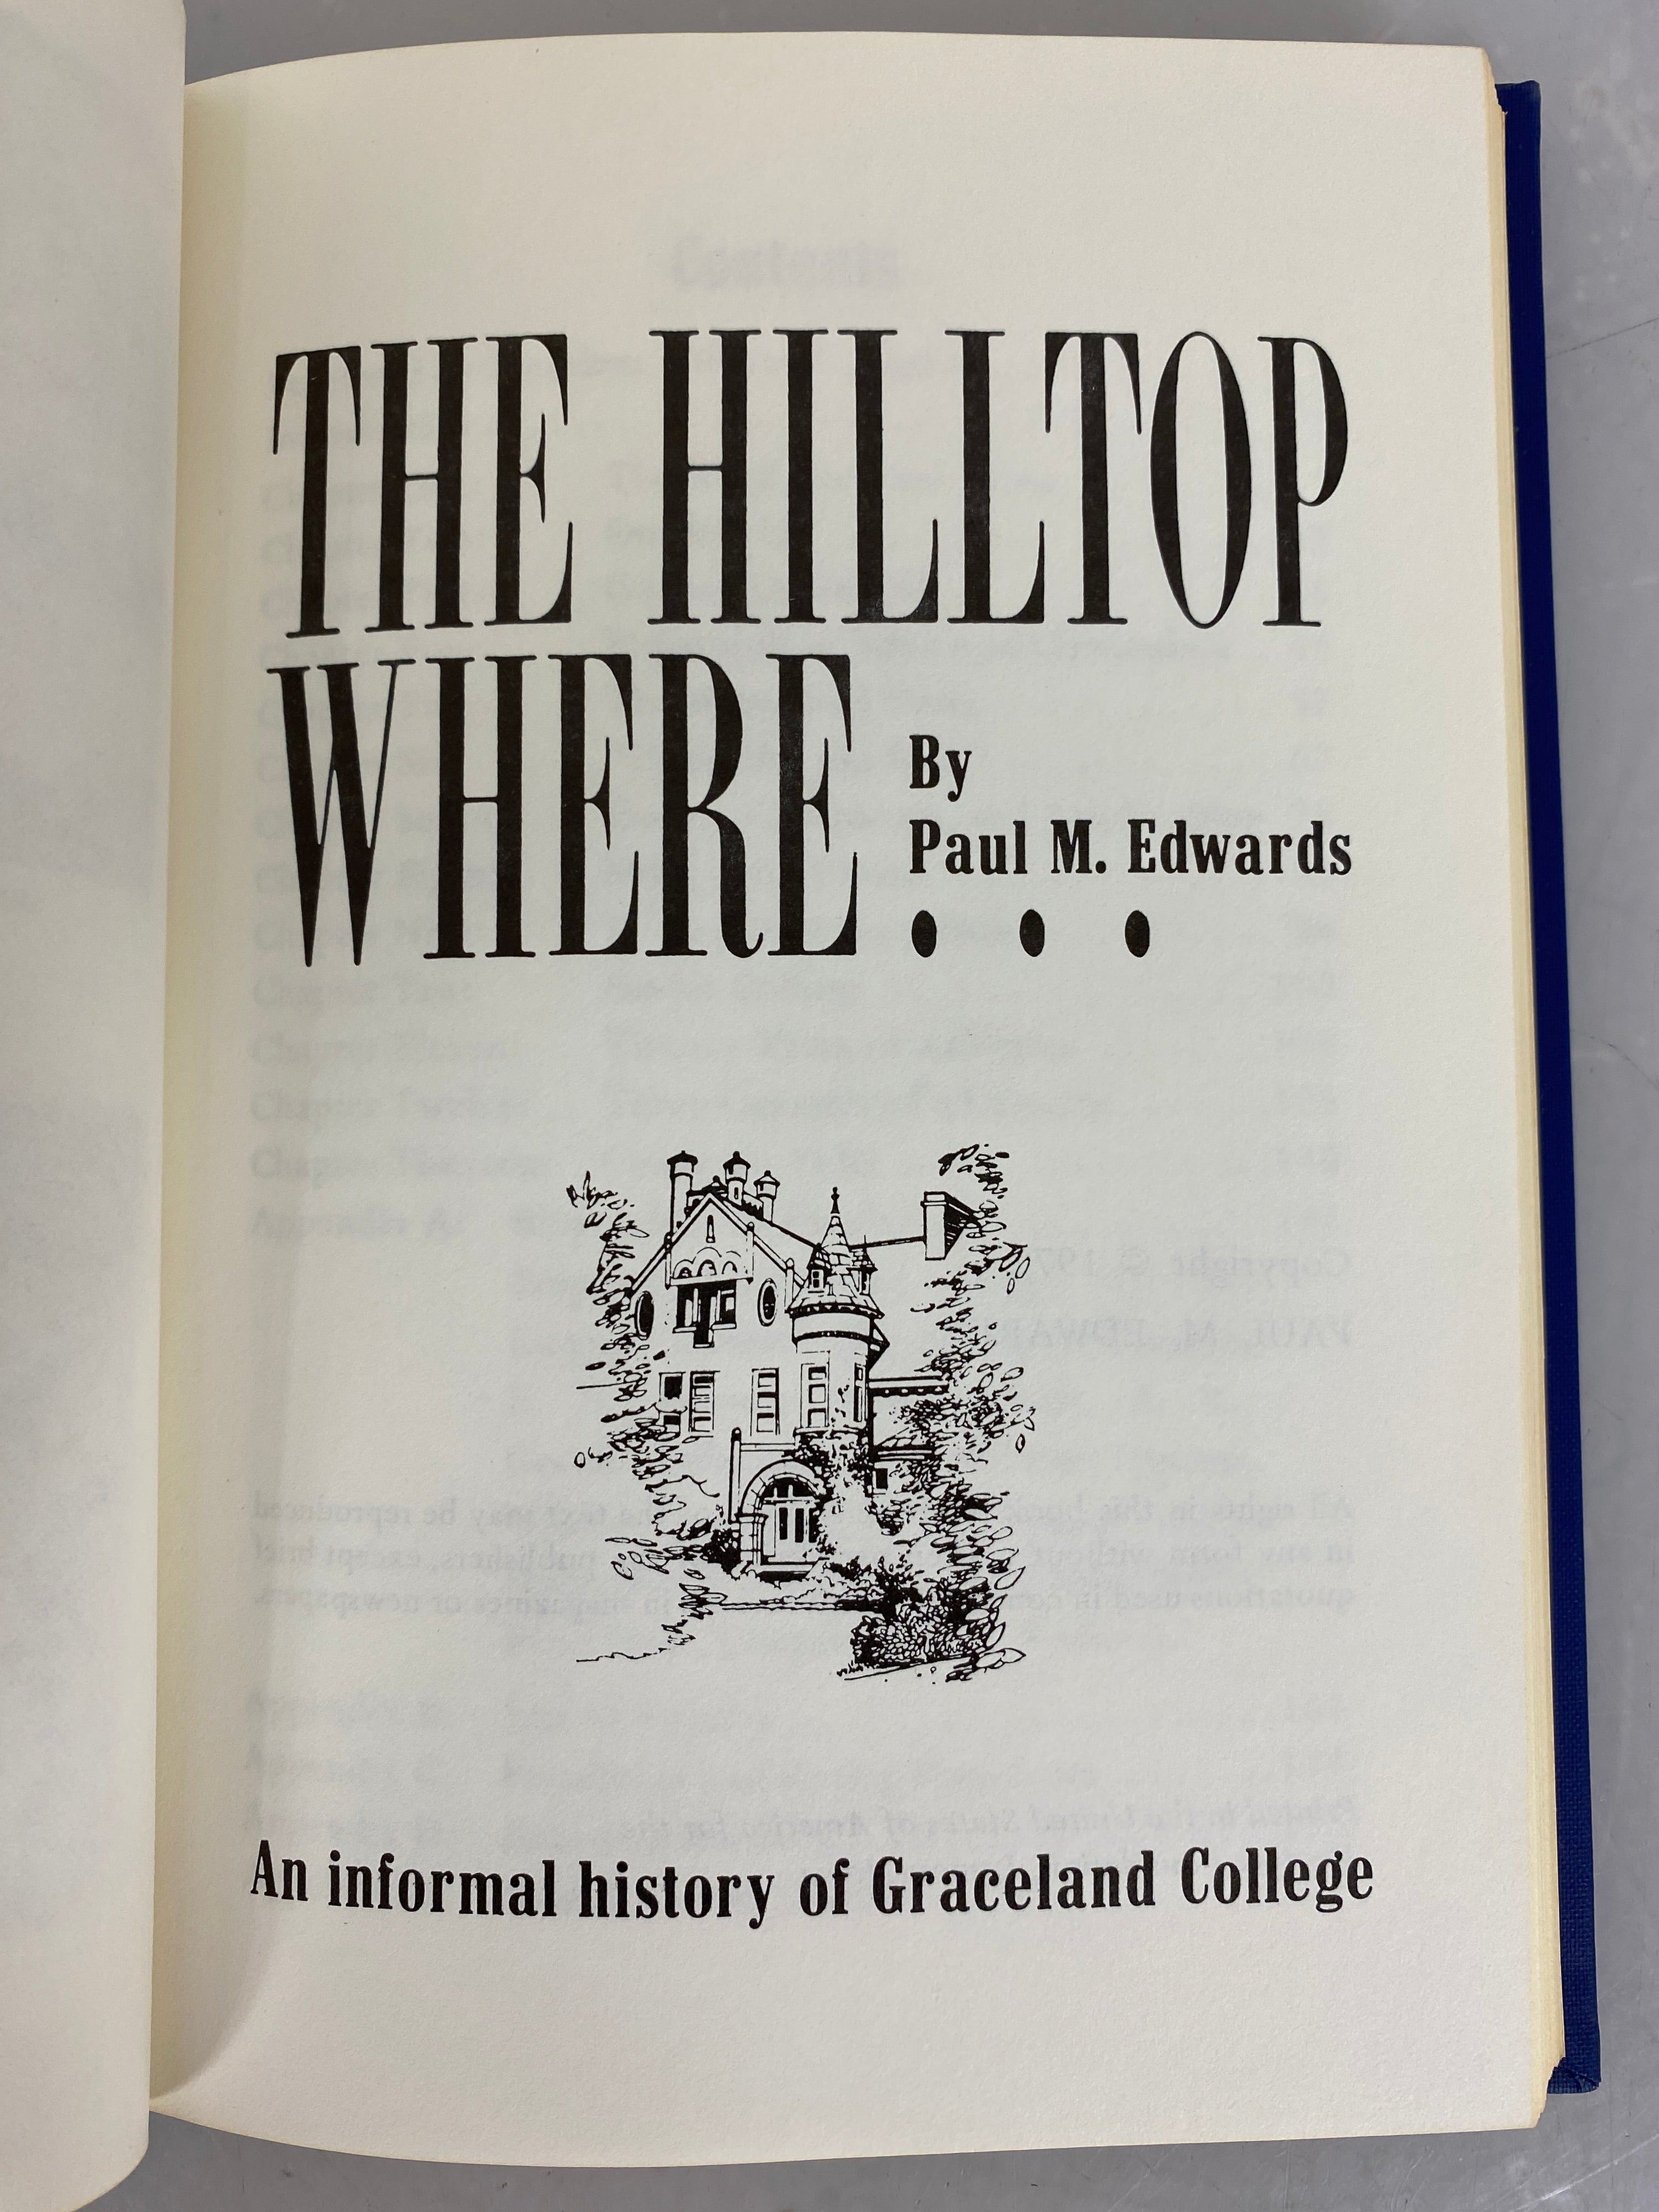 THE HILLTOP
WHERE . . .
By
Paul M. Edwards
An informal history of Graceland College